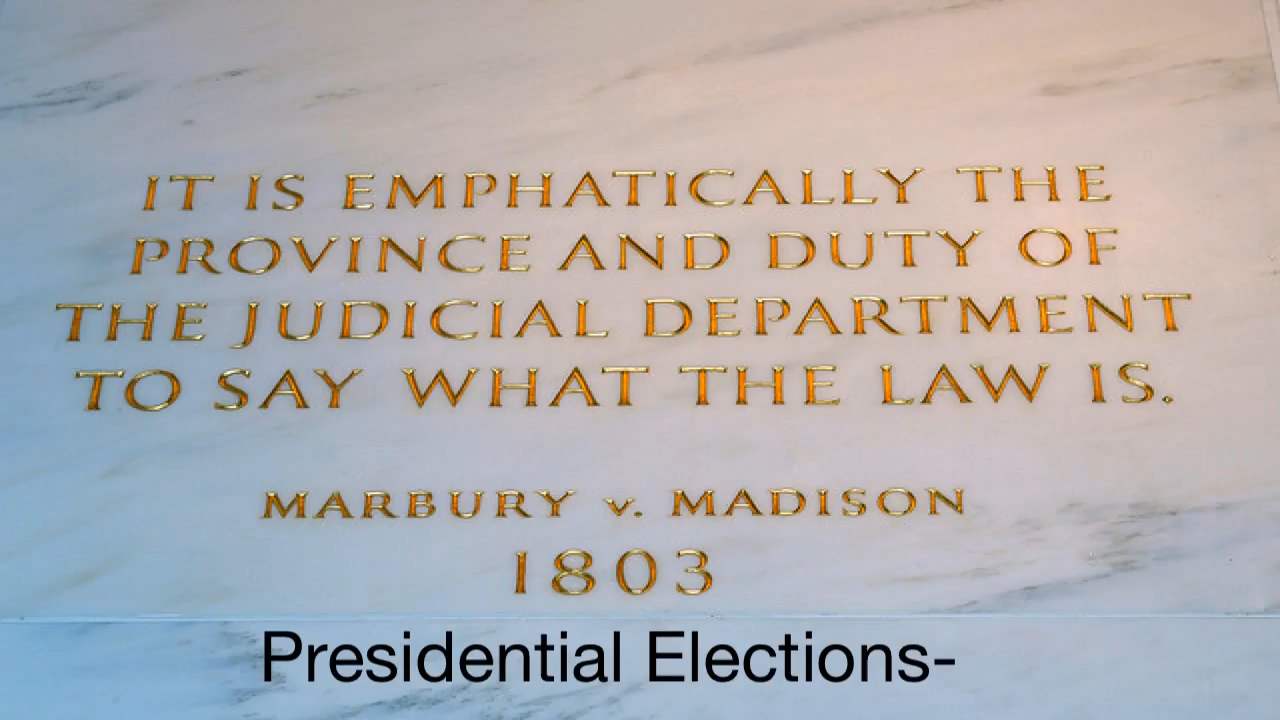 IT IS EMPHATICALLY THE
PROVINCE AND DUTY OF
THE JUDICIAL DEPARTMENT
TO SAY WHAT THE LAW IS.
MARBURY v. MADISON
1803
Presidential Elections-